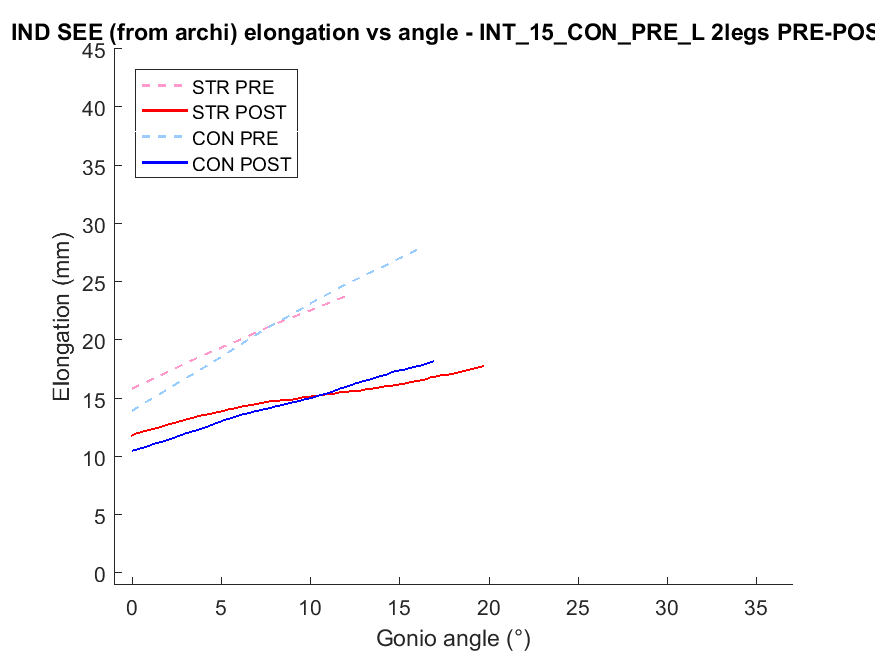 IND SEE (from archi) elongation vs angle - INT_15_CON_PRE_L 2legs PRE-POS
45
40
35
30
25
20
15
10
5
0
Elongation (mm)
STR PRE
STR POST
CON PRE
CON POST
0 5 10 15 20 25 30 35
Gonio angle (°)